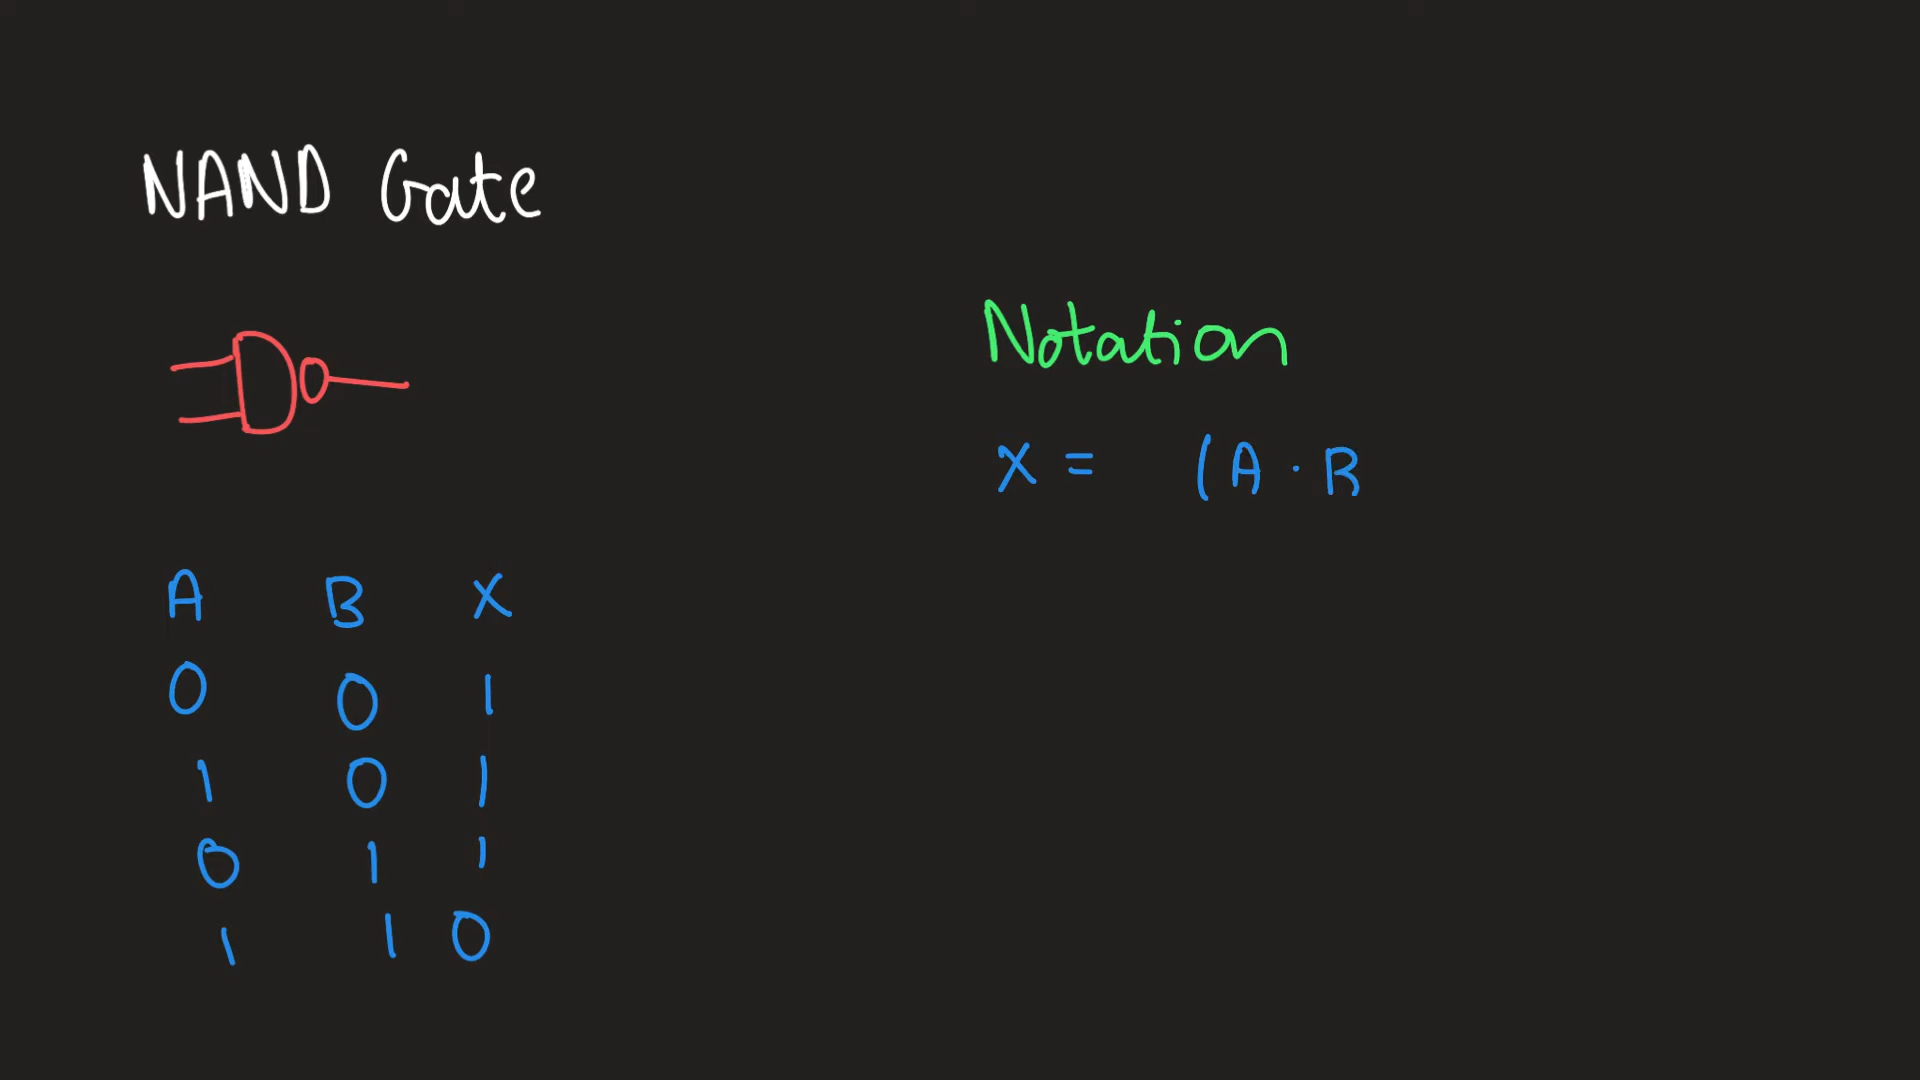 NAND Gate
Notation
X = (A · B
A B X
0 0 1
1 0 1
0 1 1
1 1 0